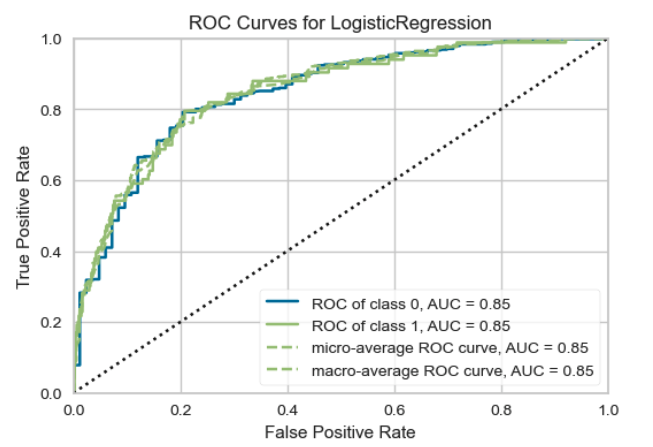 ROC Curves for LogisticRegression
1.0
0.8
0.6
0.4
0.2
0.0
True Positive Rate
ROC of class 0, AUC = 0.85
ROC of class 1, AUC = 0.85
micro-average ROC curve, AUC = 0.85
macro-average ROC curve, AUC = 0.85
0.0 0.2 0.4 0.6 0.8 1.0
False Positive Rate